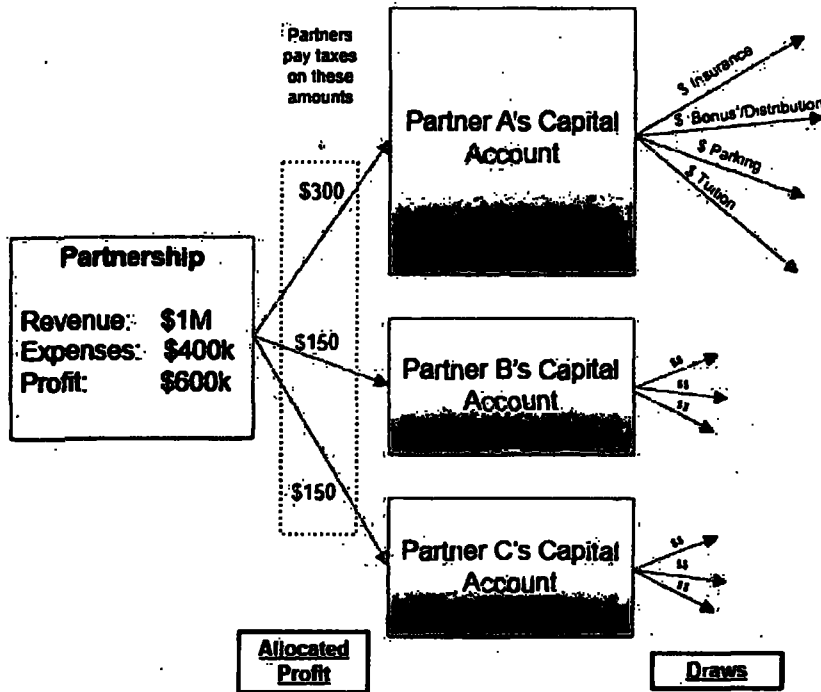 Partners
pay taxes
on these
amounts
Partnership
Revenue: $1M
Expenses: $400k
Profit: $600k
$300
$150
$150
Partner A's Capital
Account
$ Insurance
$ "Bonus"/Distribution
$ Parking
$ Tuition
Partner B's Capital
Account
$$
$$
$$
Partner C's Capital
Account
$$
$$
$$
Allocated
Profit
Draws